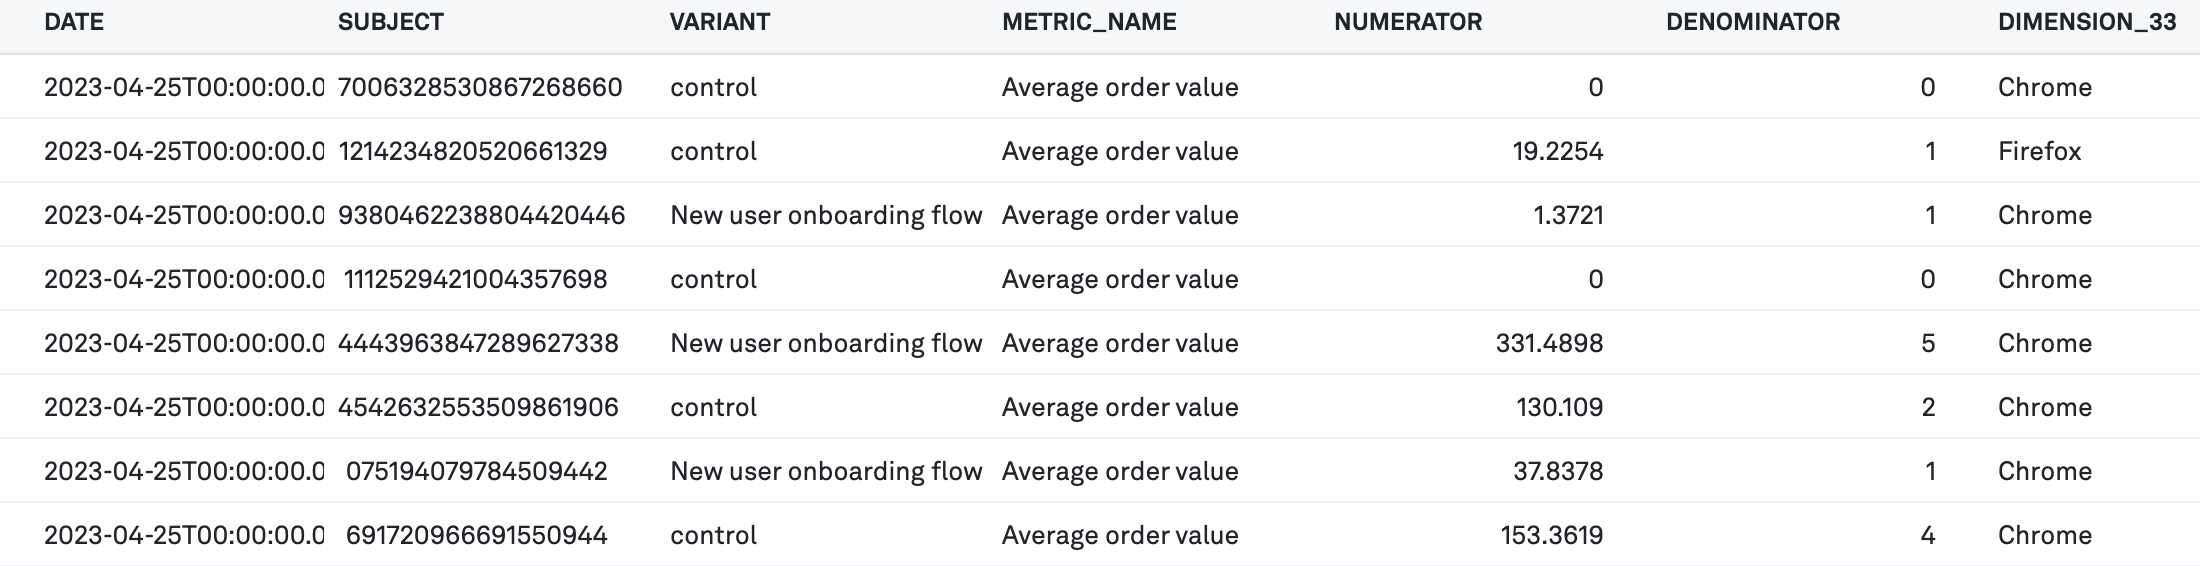 DATE SUBJECT VARIANT METRIC_NAME NUMERATOR DENOMINATOR DIMENSION_33
2023-04-25T00:00:00.0 7006328530867268660 control Average order value 0 0 Chrome
2023-04-25T00:00:00.0 1214234820520661329 control Average order value 19.2254 1 Firefox
2023-04-25T00:00:00.0 9380462238804420446 New user onboarding flow Average order value 1.3721 1 Chrome
2023-04-25T00:00:00.0 1112529421004357698 control Average order value 0 0 Chrome
2023-04-25T00:00:00.0 4443963847289627338 New user onboarding flow Average order value 331.4898 5 Chrome
2023-04-25T00:00:00.0 4542632553509861906 control Average order value 130.109 2 Chrome
2023-04-25T00:00:00.0 075194079784509442 New user onboarding flow Average order value 37.8378 1 Chrome
2023-04-25T00:00:00.0 691720966691550944 control Average order value 153.3619 4 Chrome